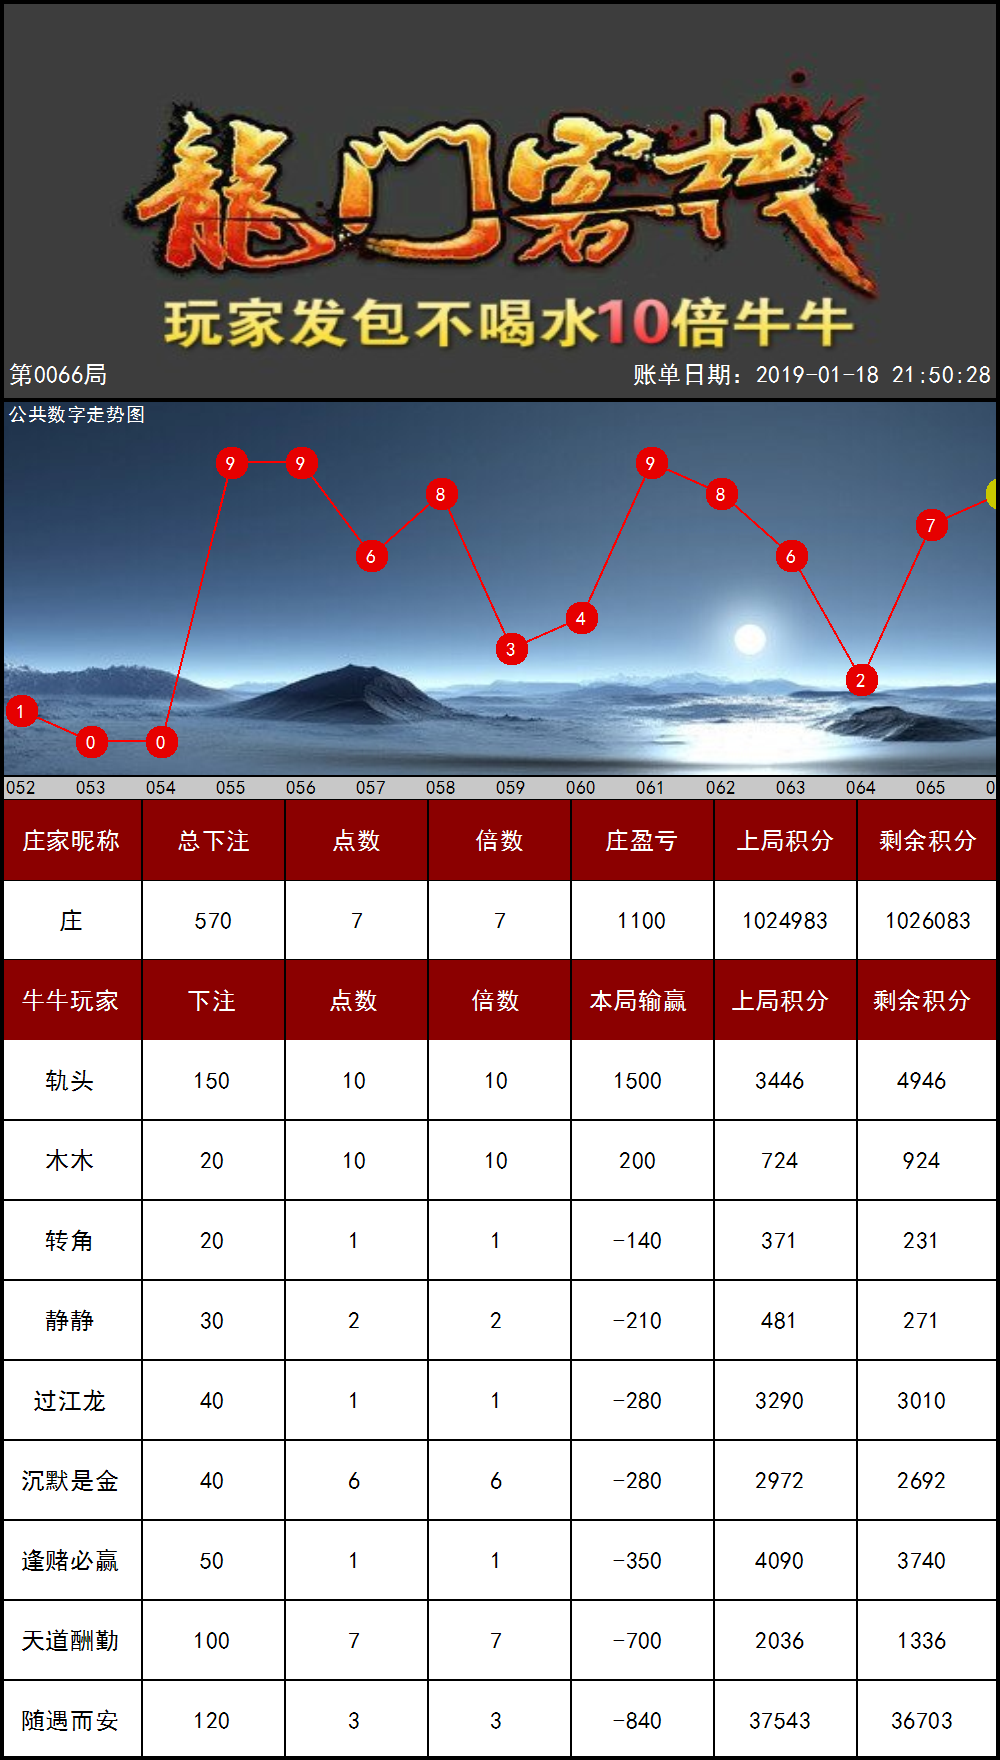 龍门客栈
玩家发包不喝水10倍牛牛
第0066局 账单日期：2019-01-18 21:50:28
公共数字走势图
1 0 0 9 9 6 8 3 4 9 8 6 2 7
052 053 054 055 056 057 058 059 060 061 062 063 064 065 0
庄家昵称 总下注 点数 倍数 庄盈亏 上局积分 剩余积分
庄 570 7 7 1100 1024983 1026083
牛牛玩家 下注 点数 倍数 本局输赢 上局积分 剩余积分
轨头 150 10 10 1500 3446 4946
木木 20 10 10 200 724 924
转角 20 1 1 -140 371 231
静静 30 2 2 -210 481 271
过江龙 40 1 1 -280 3290 3010
沉默是金 40 6 6 -280 2972 2692
逢赌必赢 50 1 1 -350 4090 3740
天道酬勤 100 7 7 -700 2036 1336
随遇而安 120 3 3 -840 37543 36703